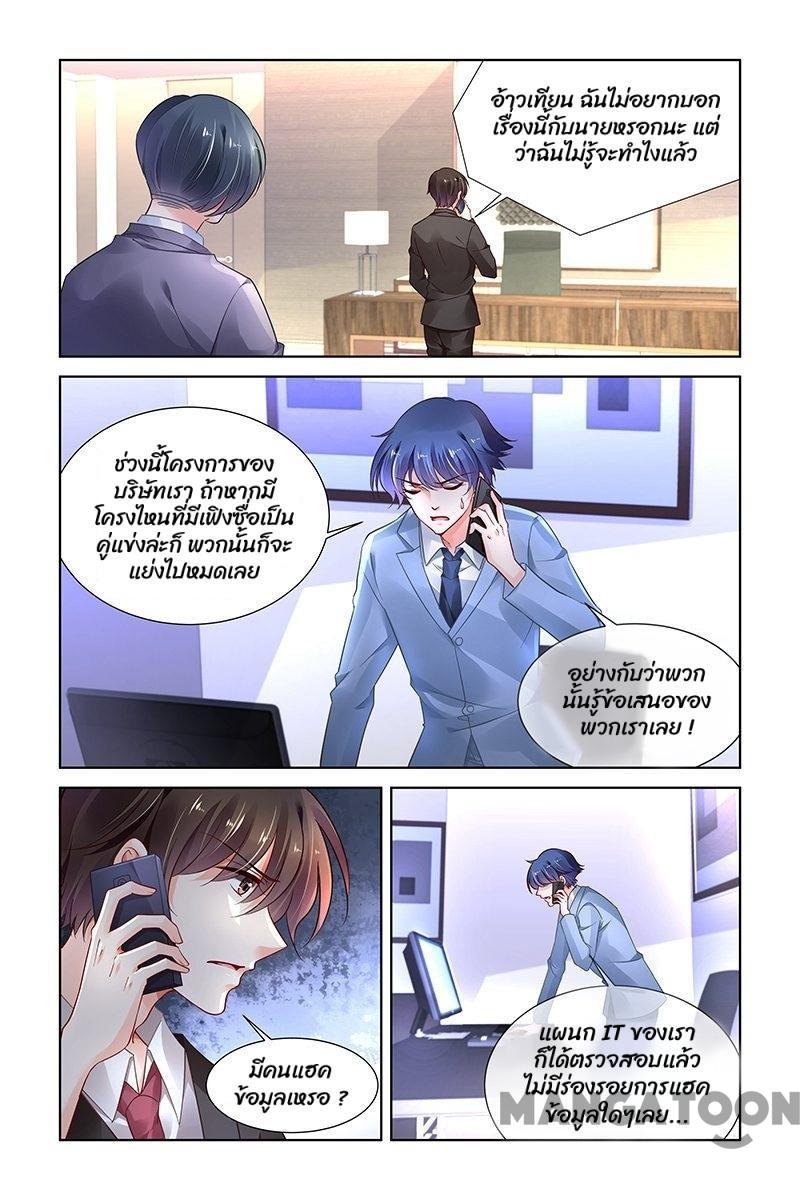 อ้าวเทียน ฉันไม่อยากบอก
เรื่องนี้กับนายหรอกนะ แต่
ว่าฉันไม่รู้จะทำไงแล้ว
ช่วงนี้โครงการของ
บริษัทเรา ถ้าหากมี
โครงไหนที่มีเฟิงซื่อเป็น
คู่แข่งล่ะก็ พวกนั้นก็จะ
แย่งไปหมดเลย
อย่างกับว่าพวก
นั้นรู้ข้อเสนอของ
พวกเราเลย !
มีคนแฮค
ข้อมูลเหรอ ?
แผนก IT ของเรา
ก็ได้ตรวจสอบแล้ว
ไม่มีร่องรอยการแฮค
ข้อมูลใดๆเลย...
MANGATOON